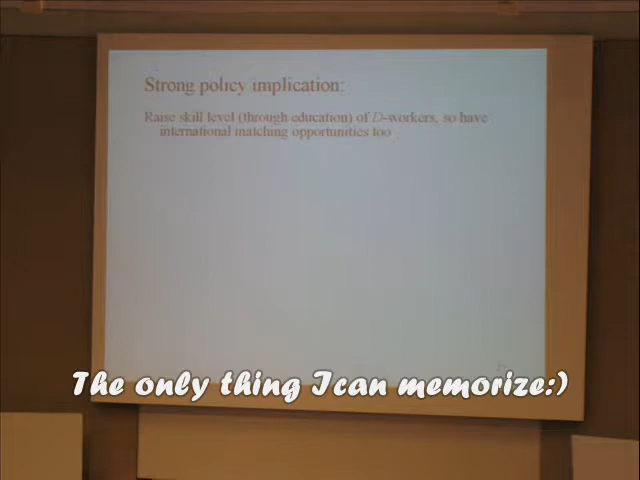 Strong policy implication:
Raise skill level (through education) of D-workers, so have
international matching opportunities too
The only thing Ican memorize:)